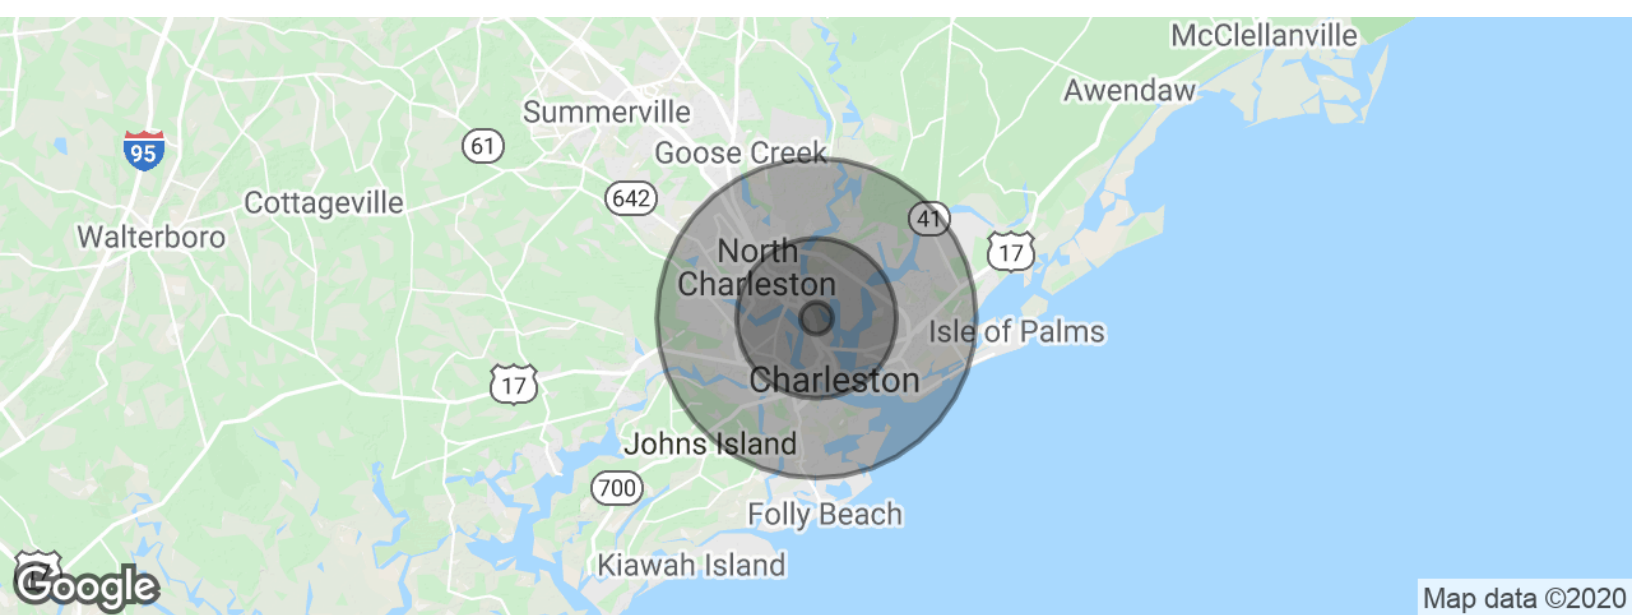 McClellanville
Awendaw
Summerville
61
95
Goose Creek
642
Cottageville
41
Walterboro
North
Charleston
17
Isle of Palms
Charleston
17
Johns Island
700
Folly Beach
Kiawah Island
17
Google
Map data ©2020